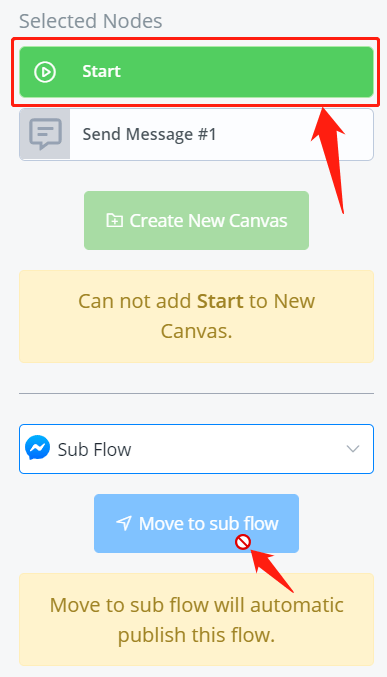 Selected Nodes
Start
Send Message #1
Create New Canvas
Can not add Start to New
Canvas.
Sub Flow
Move to sub flow
Move to sub flow will automatic
publish this flow.